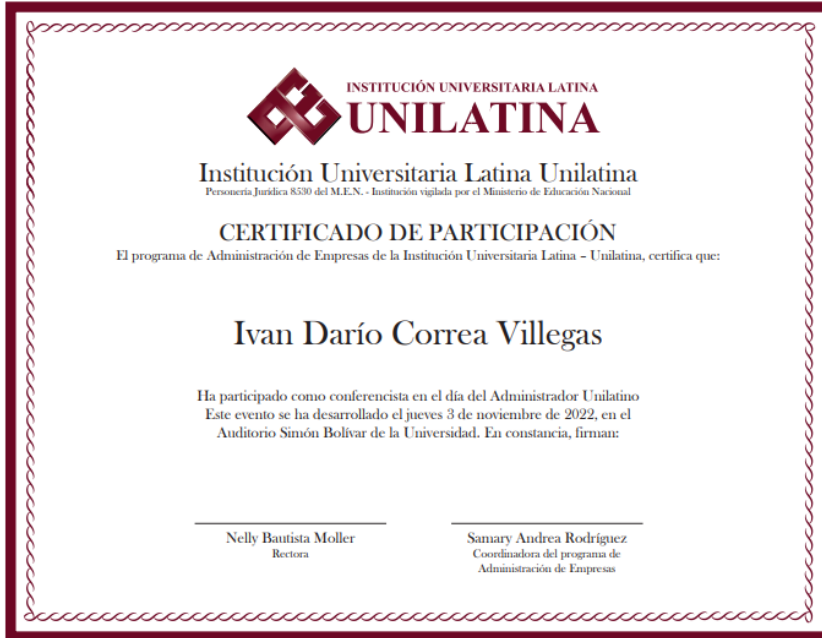 INSTITUCIÓN UNIVERSITARIA LATINA
UNILATINA
Institución Universitaria Latina Unilatina
Personería Jurídica 8530 del M.E.N. - Institución vigilada por el Ministerio de Educación Nacional
CERTIFICADO DE PARTICIPACIÓN
El programa de Administración de Empresas de la Institución Universitaria Latina – Unilatina, certifica que:
Ivan Darío Correa Villegas
Ha participado como conferencista en el día del Administrador Unilatino
Este evento se ha desarrollado el jueves 3 de noviembre de 2022, en el
Auditorio Simón Bolívar de la Universidad. En constancia, firman:
Nelly Bautista Moller
Rectora
Samary Andrea Rodríguez
Coordinadora del programa de
Administración de Empresas